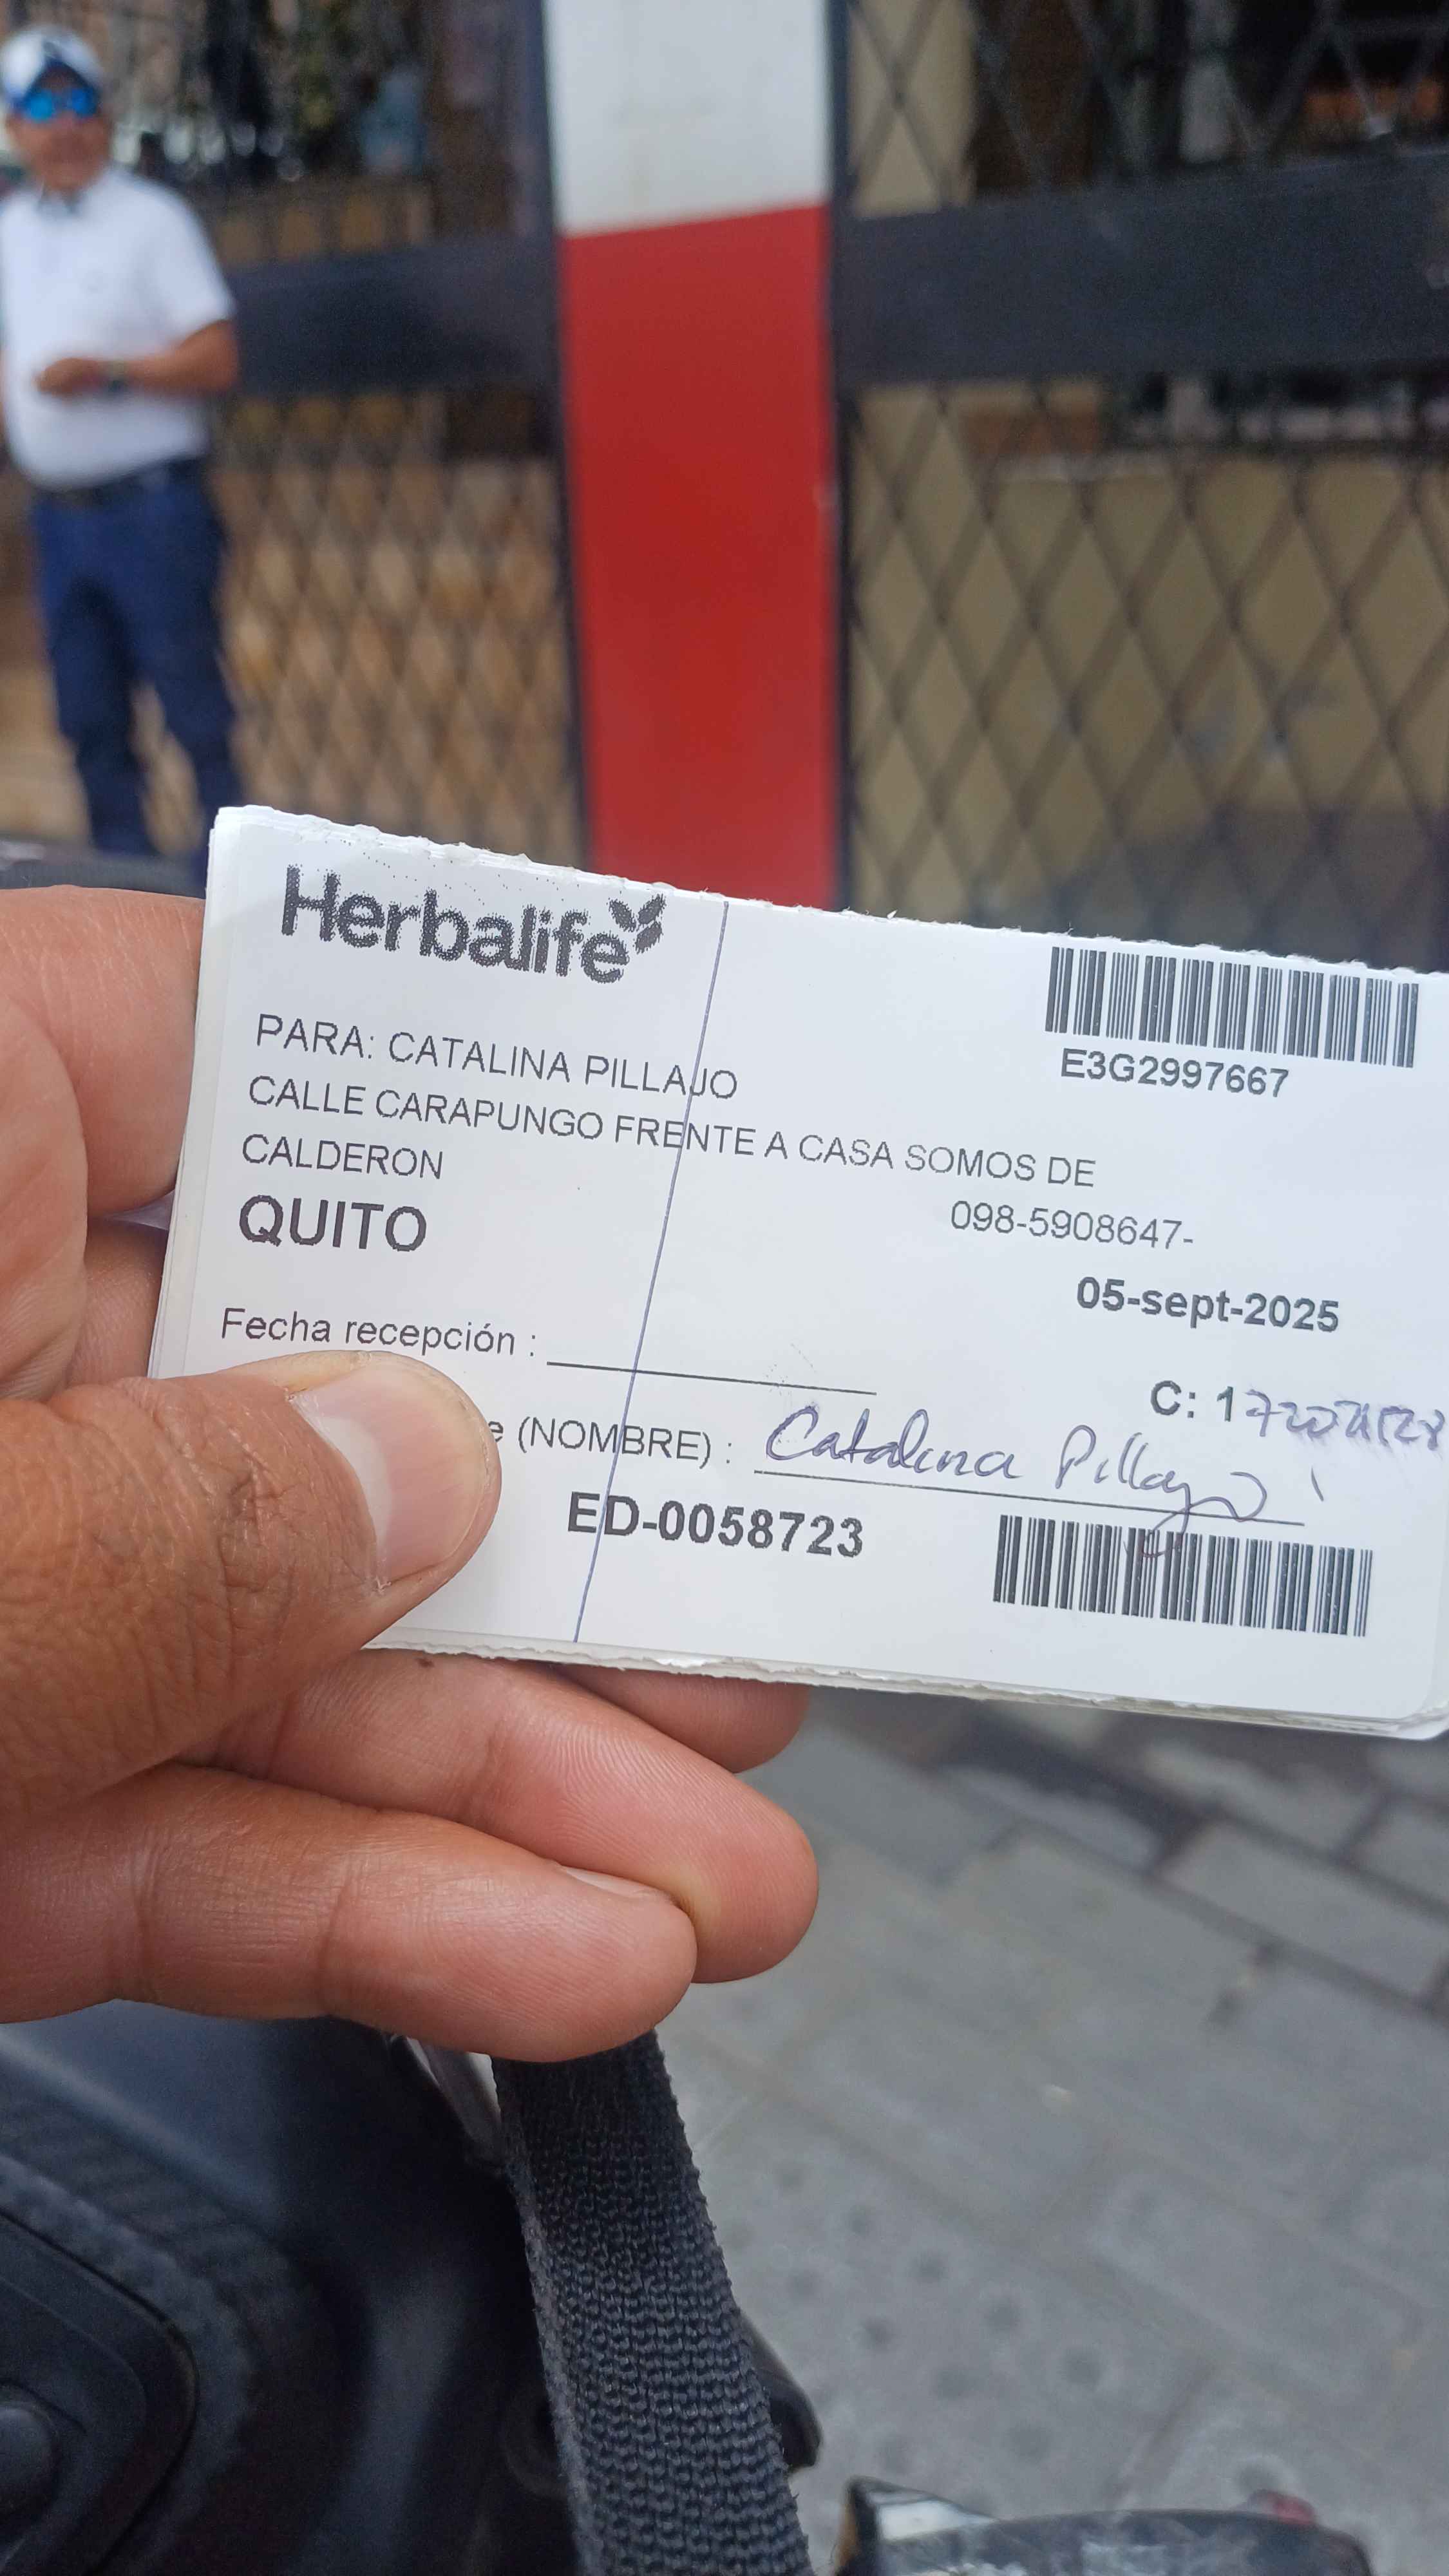 Herbalife
E3G2997667
PARA: CATALINA PILLAJO
CALLE CARAPUNGO FRENTE A CASA SOMOS DE
CALDERON
098-5908647-
QUITO
05-sept-2025
Fecha recepción :
C: 1
(NOMBRE) : Catalina Pillajo
ED-0058723